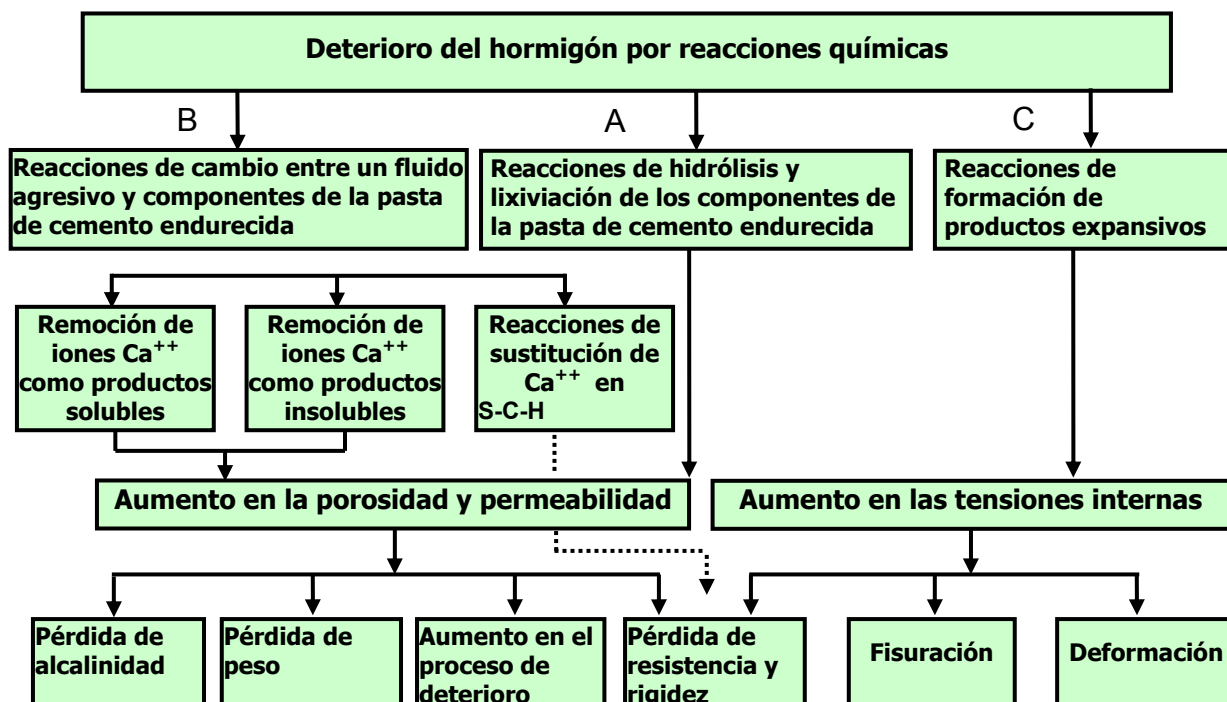 Deterioro del hormigón por reacciones químicas
B
A
C
Reacciones de cambio entre un fluido
agresivo y componentes de la pasta
de cemento endurecida
Reacciones de hidrólisis y
lixiviación de los componentes de
la pasta de cemento endurecida
Reacciones de
formación de
productos expansivos
Remoción de
iones Ca++
como productos
solubles
Remoción de
iones Ca++
como productos
insolubles
Reacciones de
sustitución de
Ca++ en
S-C-H
Aumento en la porosidad y permeabilidad
Aumento en las tensiones internas
Pérdida de
alcalinidad
Pérdida de
peso
Aumento en el
proceso de
deterioro
Pérdida de
resistencia y
rigidez
Fisuración
Deformación